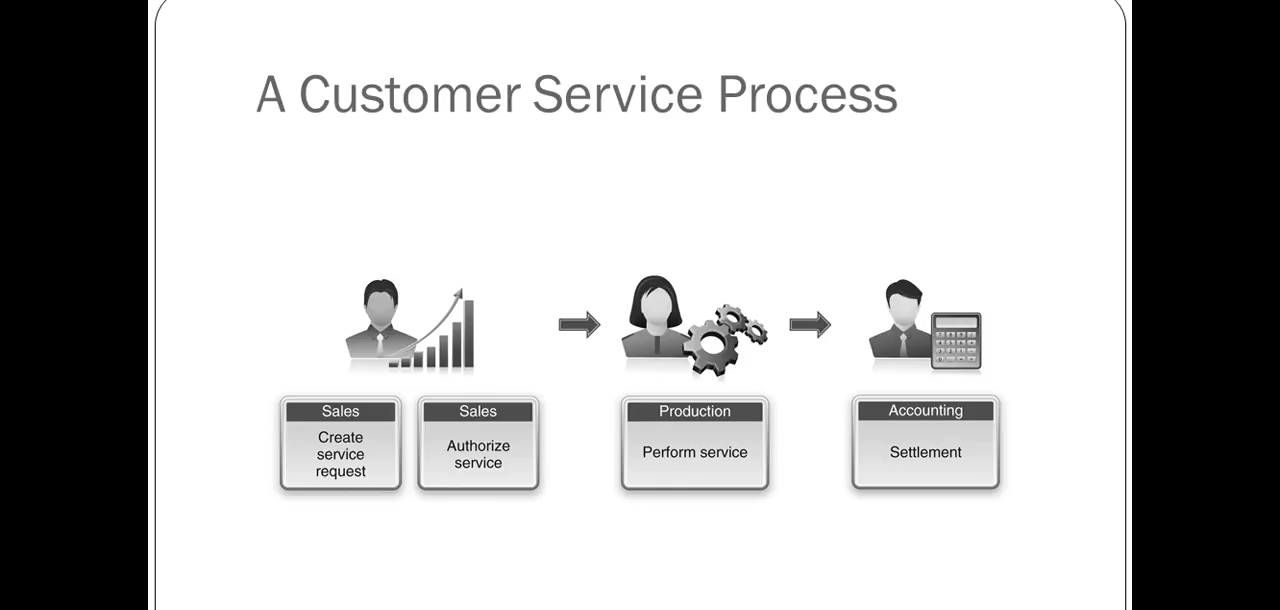 A Customer Service Process
Sales
Create
service
request
Sales
Authorize
service
Production
Perform service
Accounting
Settlement